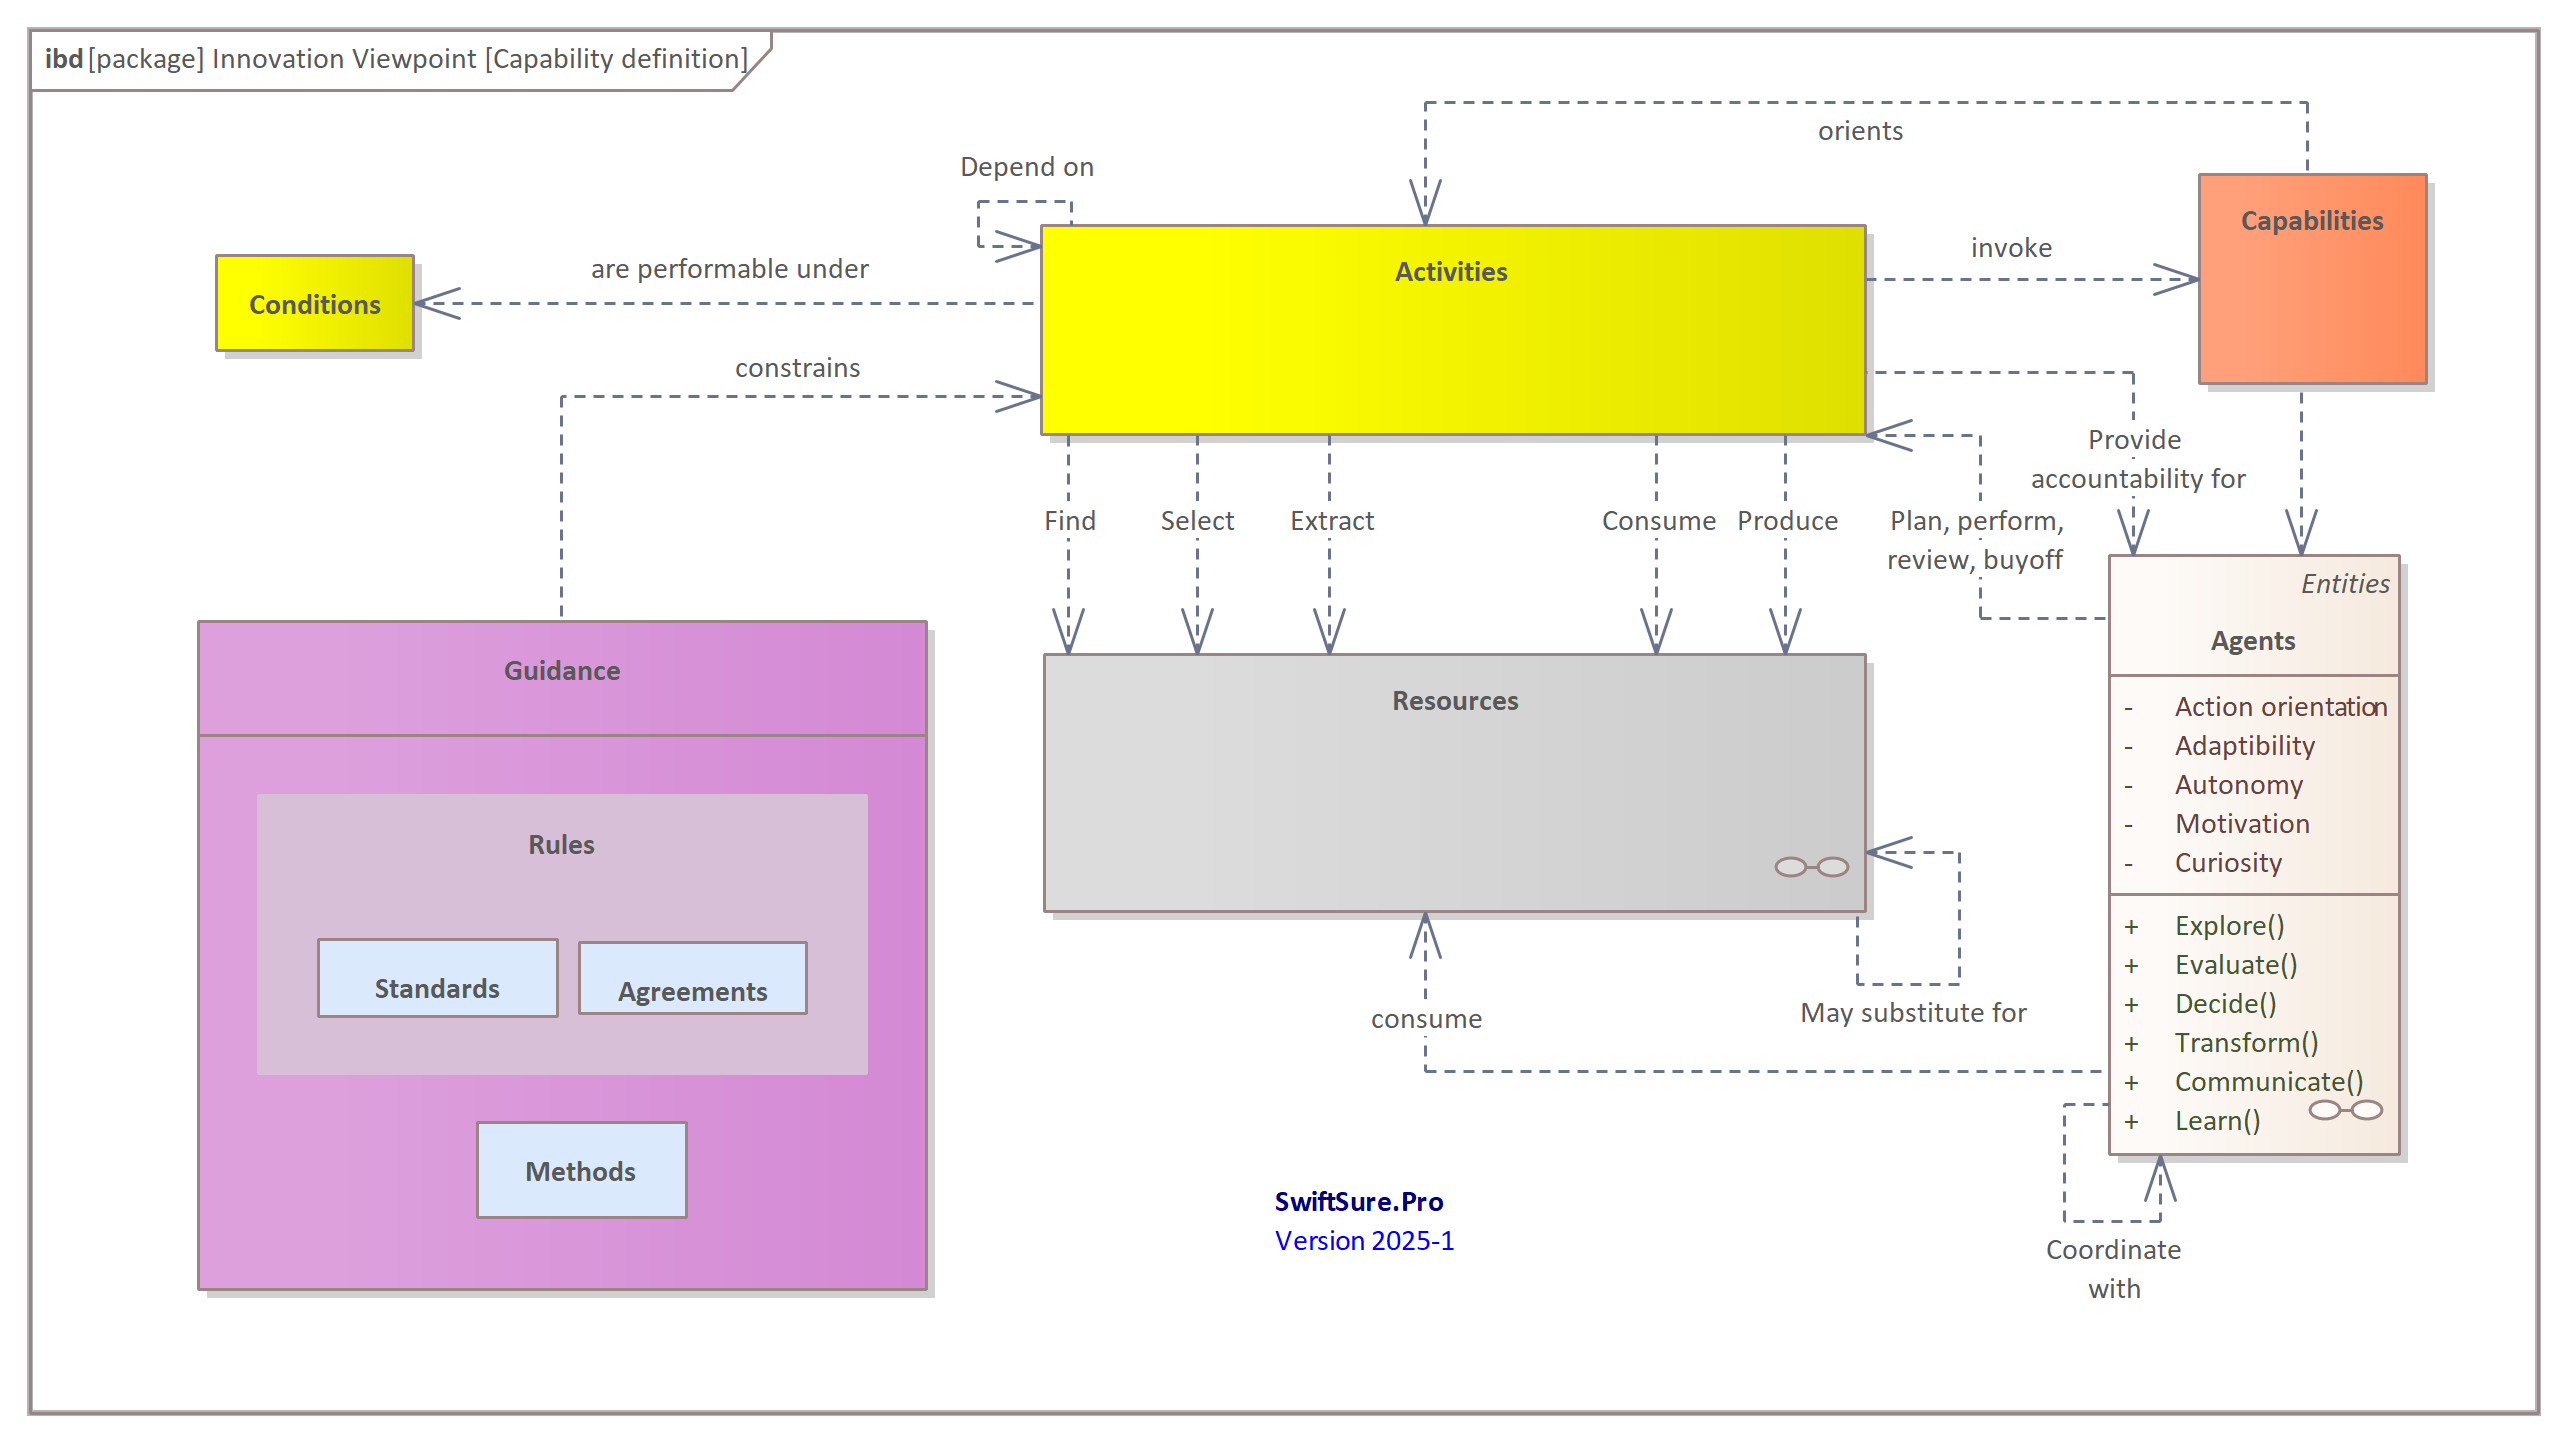 ibd [package] Innovation Viewpoint [Capability definition]
orients
Depend on
Capabilities
invoke
are performable under
Activities
Conditions
constrains
Provide
accountability for
Find
Select
Extract
Consume
Produce
Plan, perform,
review, buyoff
Entities
Agents
Guidance
Resources
- Action orientation
- Adaptibility
- Autonomy
- Motivation
- Curiosity
Rules
+ Explore()
+ Evaluate()
+ Decide()
+ Transform()
+ Communicate()
+ Learn()
Standards
Agreements
consume
May substitute for
Methods
SwiftSure.Pro
Version 2025-1
Coordinate
with